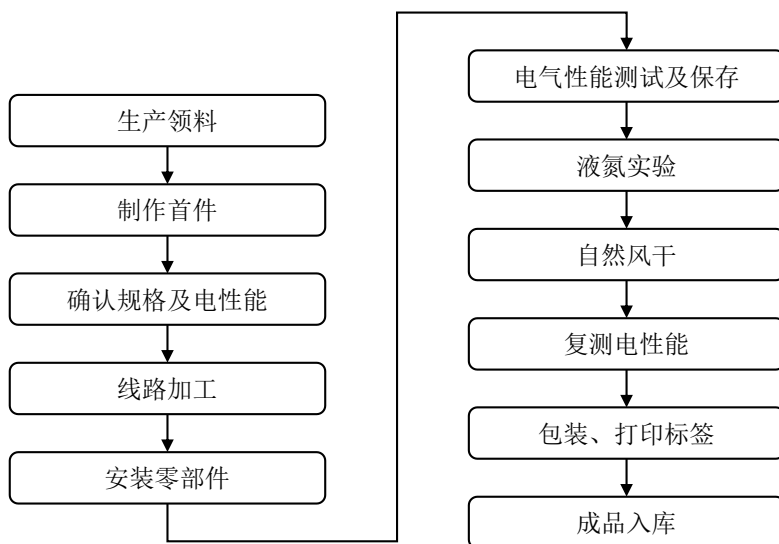 生产领料
制作首件
确认规格及电性能
线路加工
安装零部件
电气性能测试及保存
液氮实验
自然风干
复测电性能
包装、打印标签
成品入库